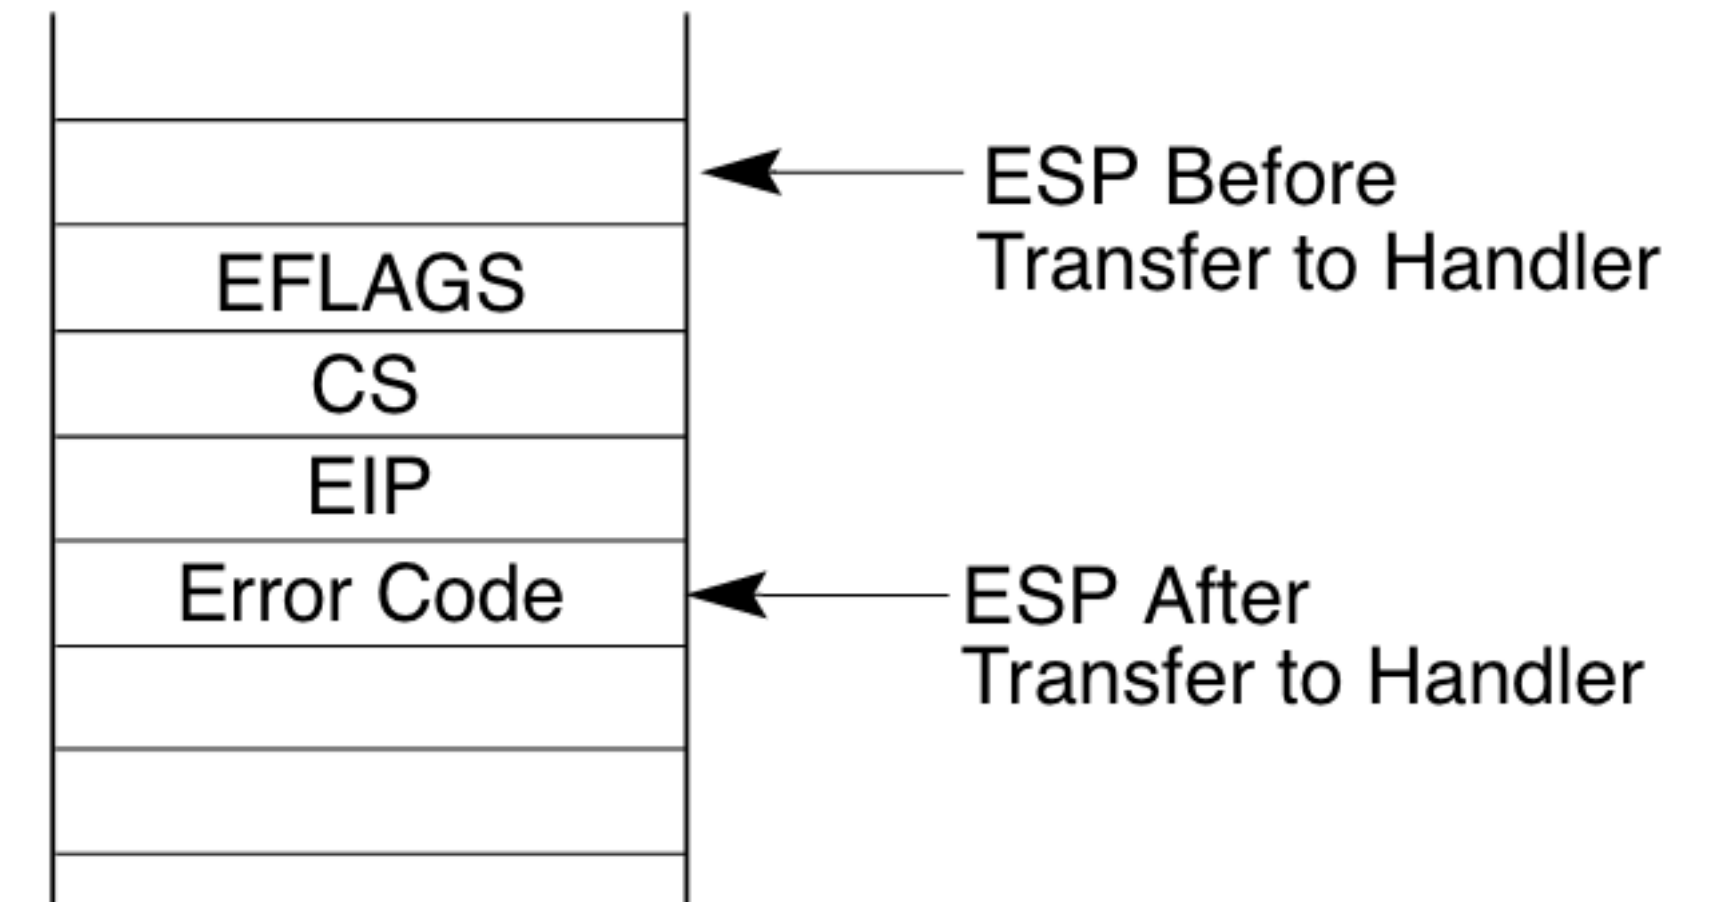 ESP Before
Transfer to Handler
EFLAGS
CS
EIP
Error Code
ESP After
Transfer to Handler